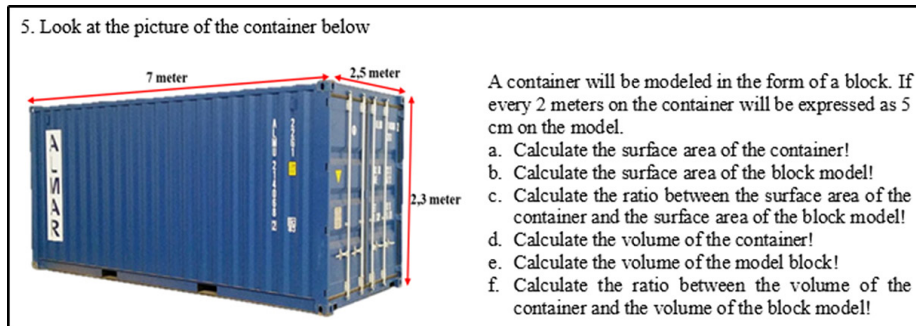 5. Look at the picture of the container below
7 meter
2,5 meter
2,3 meter
ALMAR
A container will be modeled in the form of a block. If
every 2 meters on the container will be expressed as 5
cm on the model.
a. Calculate the surface area of the container!
b. Calculate the surface area of the block model!
c. Calculate the ratio between the surface area of the
container and the surface area of the block model!
d. Calculate the volume of the container!
e. Calculate the volume of the model block!
f. Calculate the ratio between the volume of the
container and the volume of the block model!